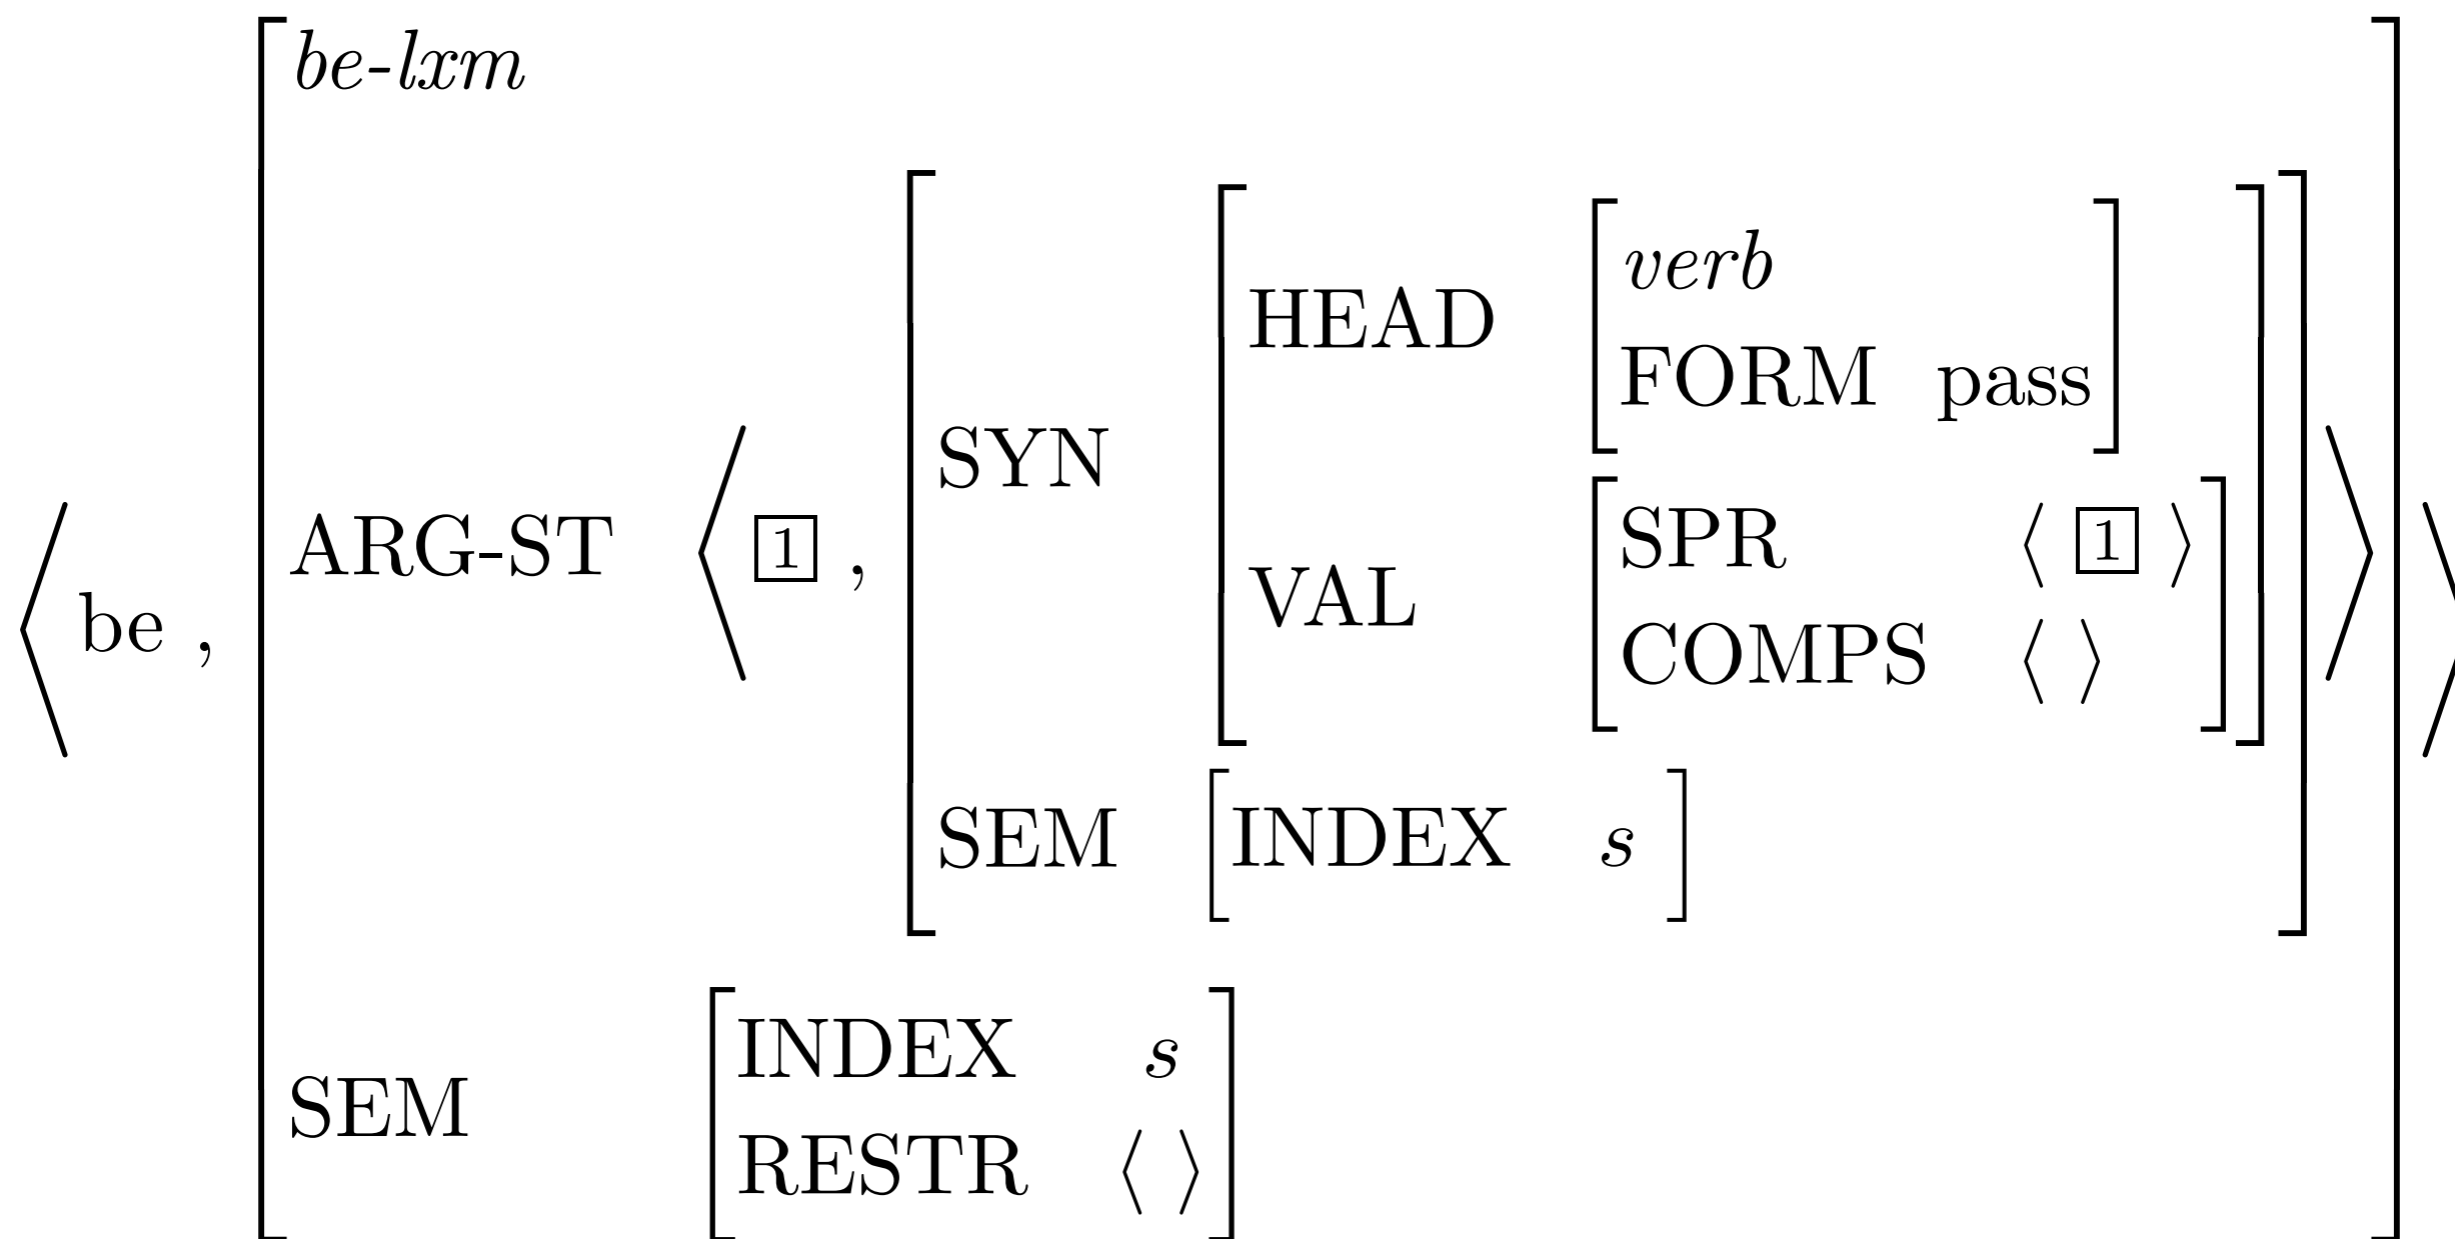 be-lxm
verb
HEAD
FORM pass
SYN
SPR ⟨ 1 ⟩
ARG-ST ⟨ 1 ,
VAL
⟨ be ,
COMPS ⟨ ⟩
SEM [INDEX s]
INDEX s
SEM
RESTR ⟨ ⟩